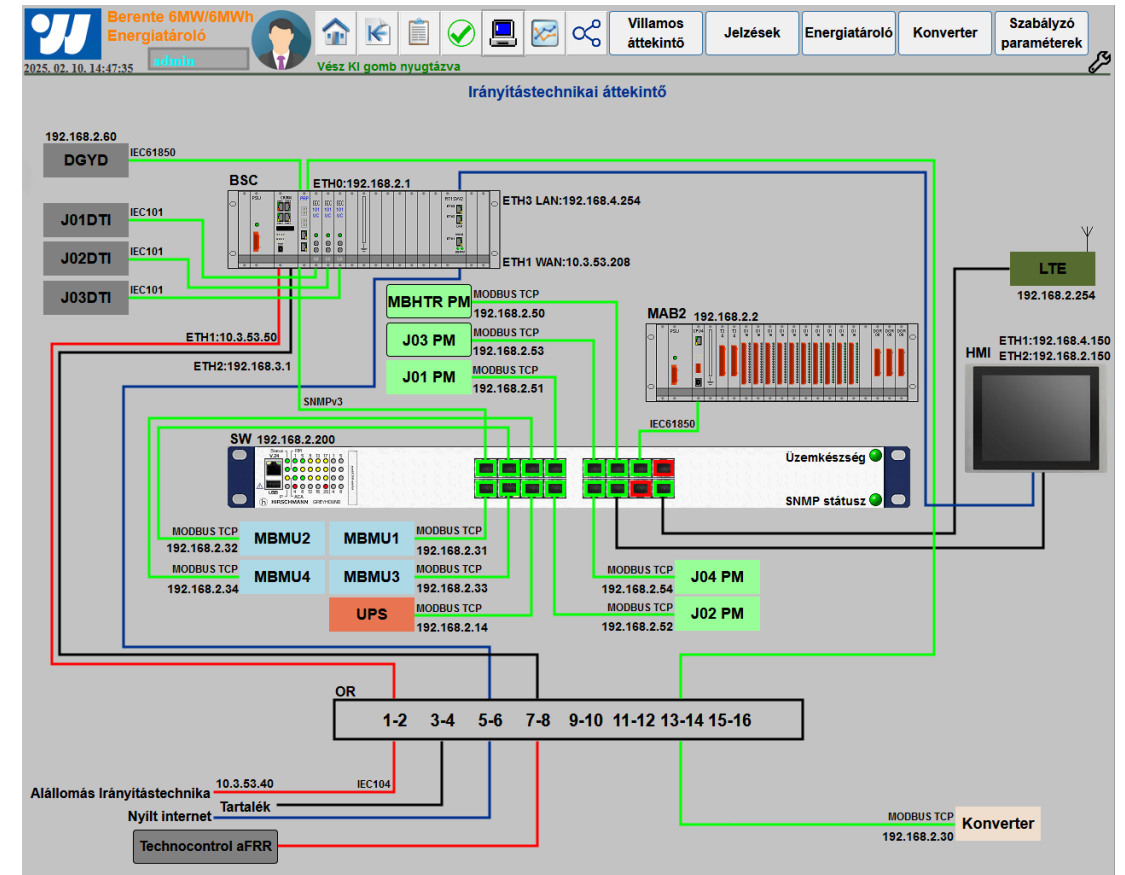 Berente 6MW/6MWh
Energiatároló
admin
2025. 02. 10. 14:47:35
Vész KI gomb nyugtázva
Villamos
áttekintő
Jelzések
Energiatároló
Konverter
Szabályzó
paraméterek
Irányítástechnikai áttekintő
192.168.2.60
DGYD
IEC61850
BSC
ETH0:192.168.2.1
ETH3 LAN:192.168.4.254
J01DTI
IEC101
J02DTI
IEC101
ETH1 WAN:10.3.53.208
J03DTI
IEC101
LTE
192.168.2.254
MBHTR PM
MODBUS TCP
192.168.2.50
MAB2
192.168.2.2
PSU
ETH1:10.3.53.50
J03 PM
MODBUS TCP
192.168.2.53
ETH1:192.168.4.150
HMI
ETH2:192.168.2.150
ETH2:192.168.3.1
J01 PM
MODBUS TCP
192.168.2.51
SNMPv3
IEC61850
SW
192.168.2.200
Status
V.24
USB
ACA
HIRSCHMANN
GREYHOUND
Üzemkészség
SNMP státusz
MODBUS TCP
192.168.2.32
MBMU2
MBMU1
MODBUS TCP
192.168.2.31
MODBUS TCP
192.168.2.34
MBMU4
MBMU3
MODBUS TCP
192.168.2.33
MODBUS TCP
192.168.2.54
J04 PM
UPS
MODBUS TCP
192.168.2.14
MODBUS TCP
192.168.2.52
J02 PM
OR
1-2 3-4 5-6 7-8 9-10 11-12 13-14 15-16
Alállomás Irányítástechnika
10.3.53.40
IEC104
Tartalék
Nyílt internet
Technocontrol aFRR
MODBUS TCP
192.168.2.30
Konverter